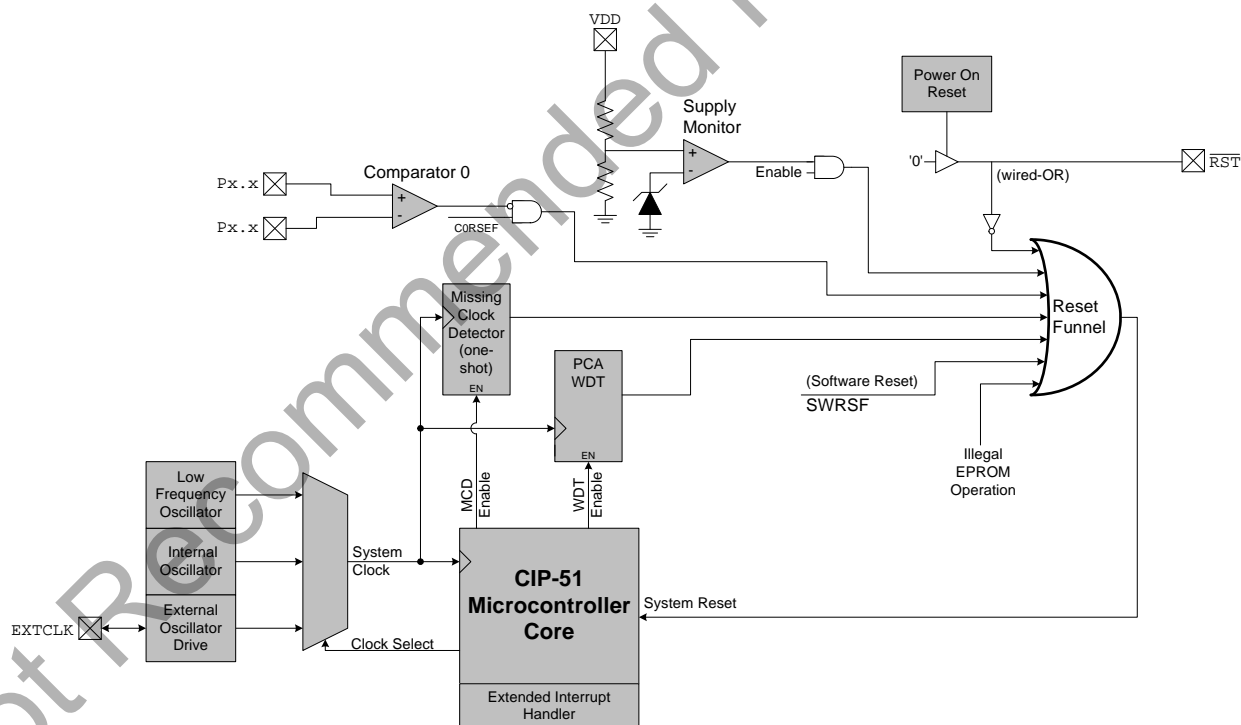 VDD
Power On
Reset
Supply
Monitor
+
-
Enable
'0'
(wired-OR)
RST
Comparator 0
Px.x
Px.x
+
-
C0RSEF
Missing
Clock
Detector
(one-
shot)
EN
PCA
WDT
EN
Reset
Funnel
(Software Reset)
SWRSF
Illegal
EPROM
Operation
MCD
Enable
WDT
Enable
Low
Frequency
Oscillator
Internal
Oscillator
External
Oscillator
Drive
EXTCLK
System
Clock
Clock Select
CIP-51
Microcontroller
Core
System Reset
Extended Interrupt
Handler
Recommended